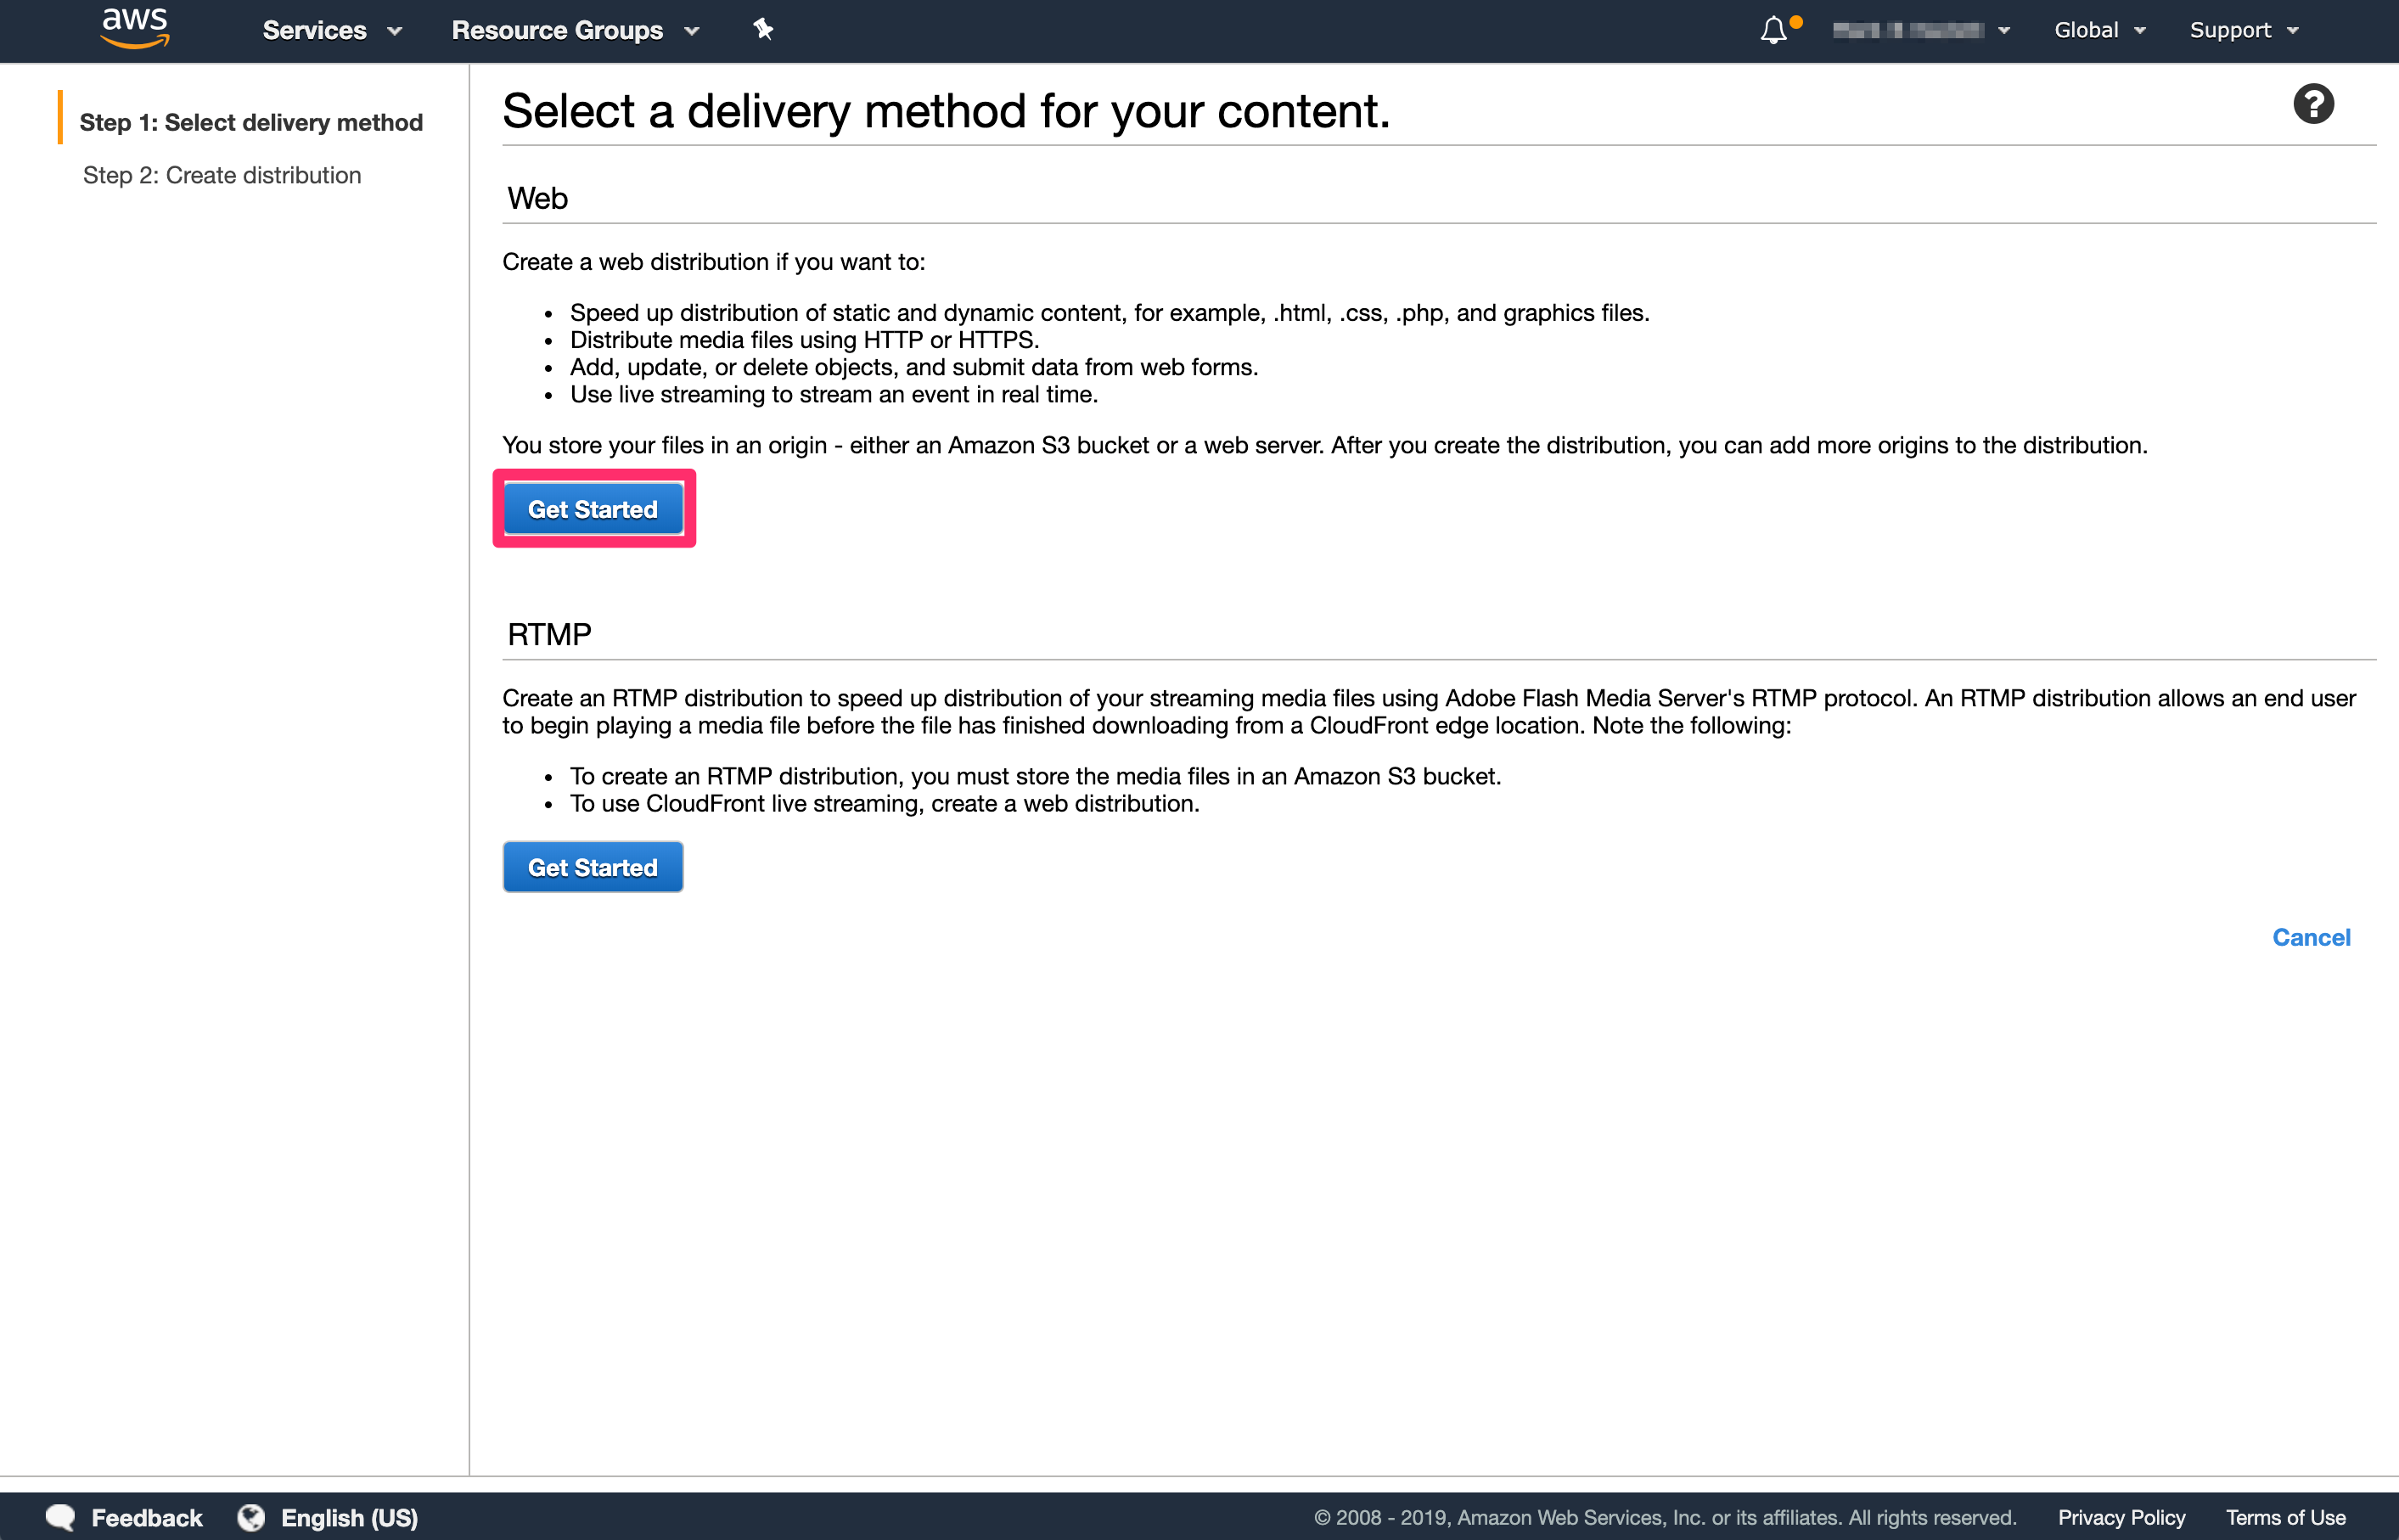 aws
Services
Resource Groups
Global
Support
Step 1: Select delivery method
Step 2: Create distribution
Select a delivery method for your content.
?
Web
Create a web distribution if you want to:
• Speed up distribution of static and dynamic content, for example, .html, .css, .php, and graphics files.
• Distribute media files using HTTP or HTTPS.
• Add, update, or delete objects, and submit data from web forms.
• Use live streaming to stream an event in real time.
You store your files in an origin - either an Amazon S3 bucket or a web server. After you create the distribution, you can add more origins to the distribution.
Get Started
RTMP
Create an RTMP distribution to speed up distribution of your streaming media files using Adobe Flash Media Server's RTMP protocol. An RTMP distribution allows an end user
to begin playing a media file before the file has finished downloading from a CloudFront edge location. Note the following:
• To create an RTMP distribution, you must store the media files in an Amazon S3 bucket.
• To use CloudFront live streaming, create a web distribution.
Get Started
Cancel
Feedback
English (US)
© 2008 - 2019, Amazon Web Services, Inc. or its affiliates. All rights reserved.
Privacy Policy
Terms of Use